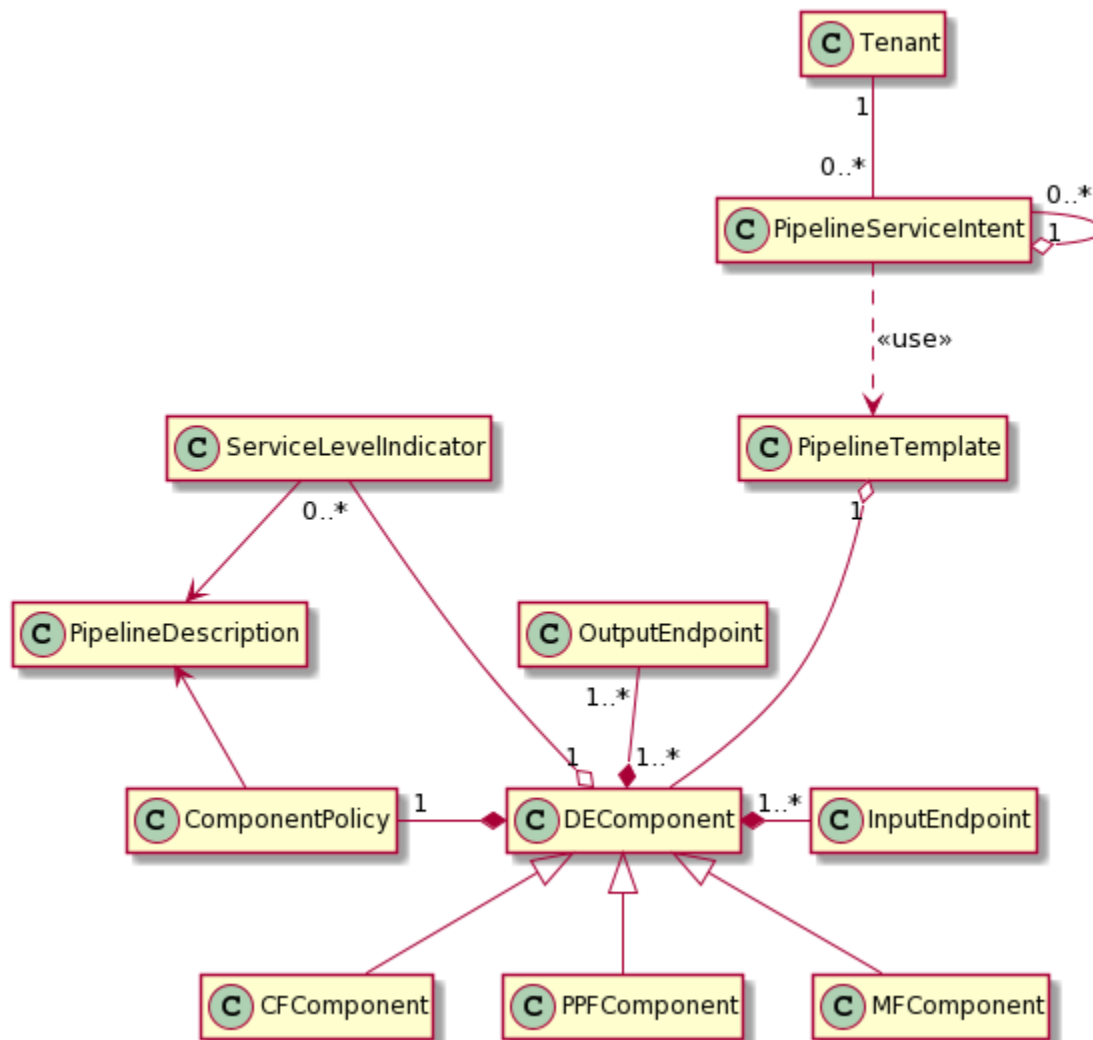 C Tenant
1
0..*
0..*
C PipelineServiceIntent
1
«use»
C ServiceLevelIndicator
C PipelineTemplate
0..*
1
C PipelineDescription
C OutputEndpoint
1..*
1
1..*
C ComponentPolicy
1
C DEComponent
1..*
C InputEndpoint
C CFComponent
C PPFComponent
C MFComponent